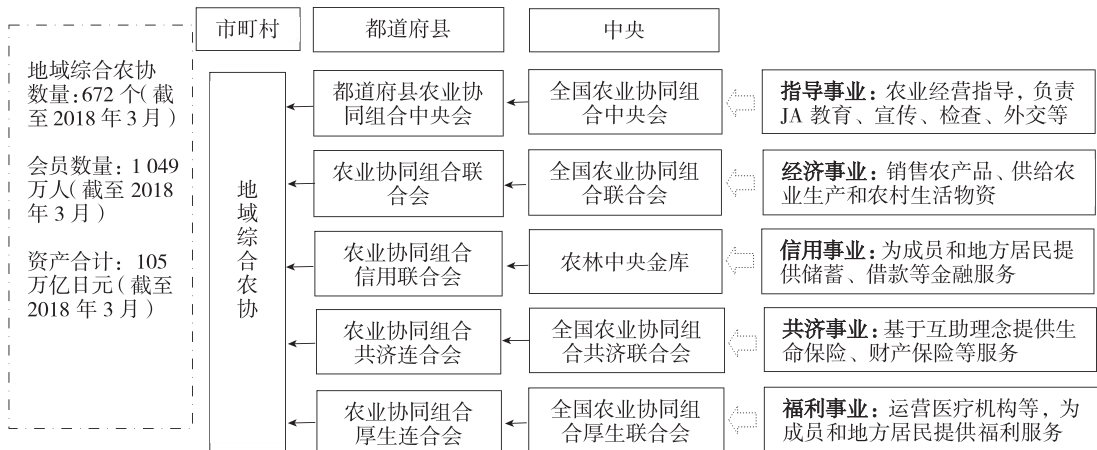 市町村
都道府县
中央
地域综合农协
数量:672 个( 截
至 2018 年 3 月 )
会员数量: 1 049
万人( 截至 2018
年 3 月 )
资产合计: 105
万亿日元( 截至
2018 年 3 月 )
地
域
综
合
农
协
都道府县农业协
同组合中央会
全国农业协同组
合中央会
指导事业: 农业经营指导, 负责
JA 教育、宣传、检查、外交等
农业协同组合联
合会
全国农业协同组
合联合会
经济事业: 销售农产品、供给农
业生产和农村生活物资
农业协同组合
信用联合会
农林中央金库
信用事业: 为成员和地方居民提
供储蓄、借款等金融服务
农业协同组合
共济连合会
全国农业协同组
合共济联合会
共济事业: 基于互助理念提供生
命保险、财产保险等服务
农业协同组合
厚生连合会
全国农业协同组
合厚生联合会
福利事业: 运营医疗机构等, 为
成员和地方居民提供福利服务